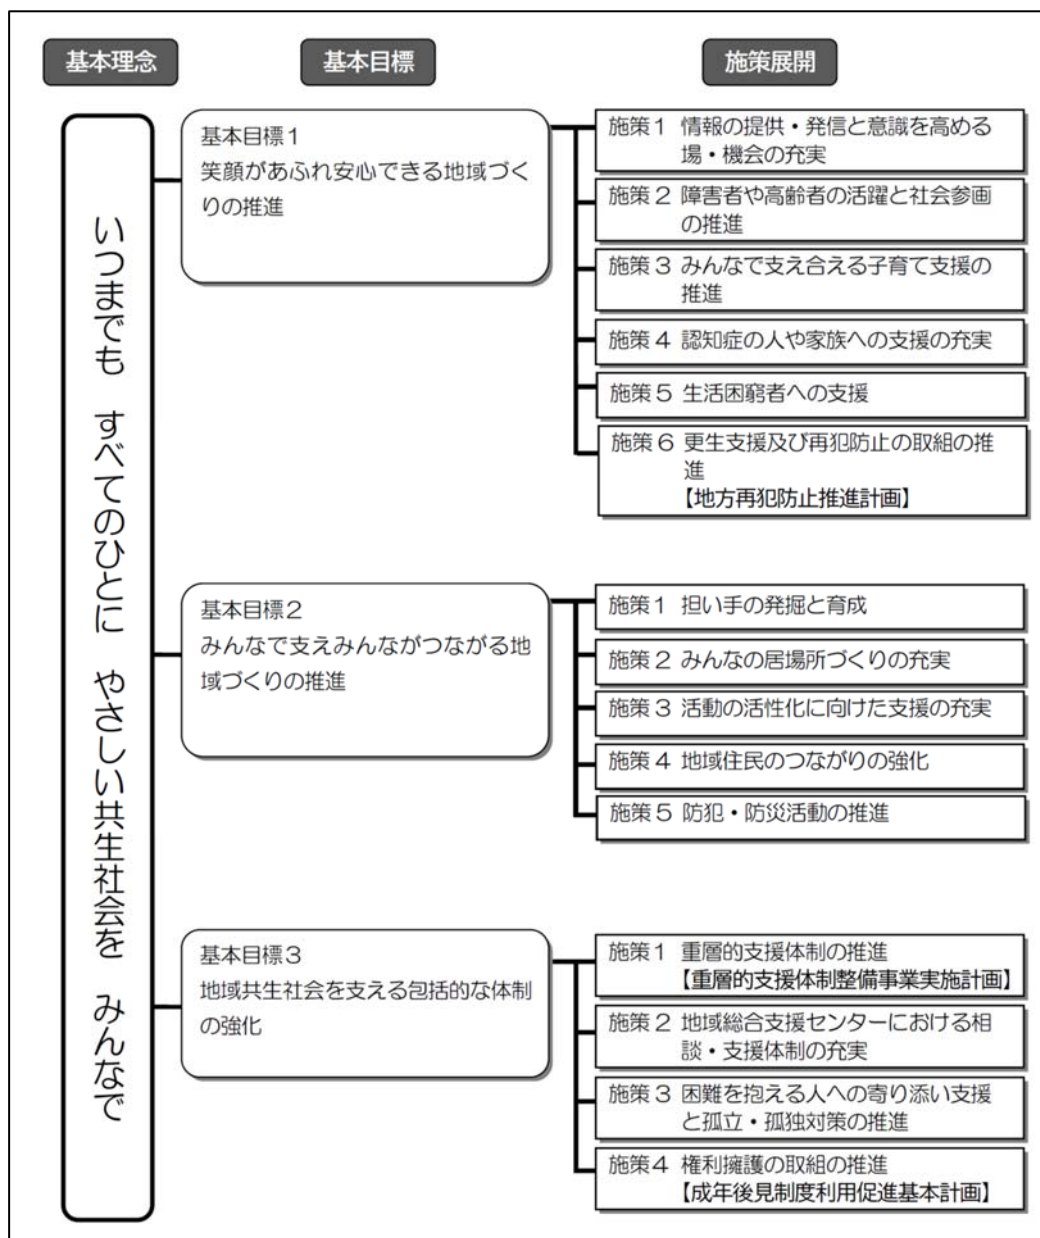 基本理念
基本目標
施策展開
いつまでも すべてのひとに やさしい共生社会を みんなで
基本目標1
笑顔があふれ安心できる地域づく
りの推進
施策1 情報の提供・発信と意識を高める
場・機会の充実
施策2 障害者や高齢者の活躍と社会参画
の推進
施策3 みんなで支え合える子育て支援の
推進
施策4 認知症の人や家族への支援の充実
施策5 生活困窮者への支援
施策6 更生支援及び再犯防止の取組の推
進
【地方再犯防止推進計画】
基本目標2
みんなで支えみんながつながる地
域づくりの推進
施策1 担い手の発掘と育成
施策2 みんなの居場所づくりの充実
施策3 活動の活性化に向けた支援の充実
施策4 地域住民のつながりの強化
施策5 防犯・防災活動の推進
基本目標3
地域共生社会を支える包括的な体制
の強化
施策1 重層的支援体制の推進
【重層的支援体制整備事業実施計画】
施策2 地域総合支援センターにおける相
談・支援体制の充実
施策3 困難を抱える人への寄り添い支援
と孤立・孤独対策の推進
施策4 権利擁護の取組の推進
【成年後見制度利用促進基本計画】